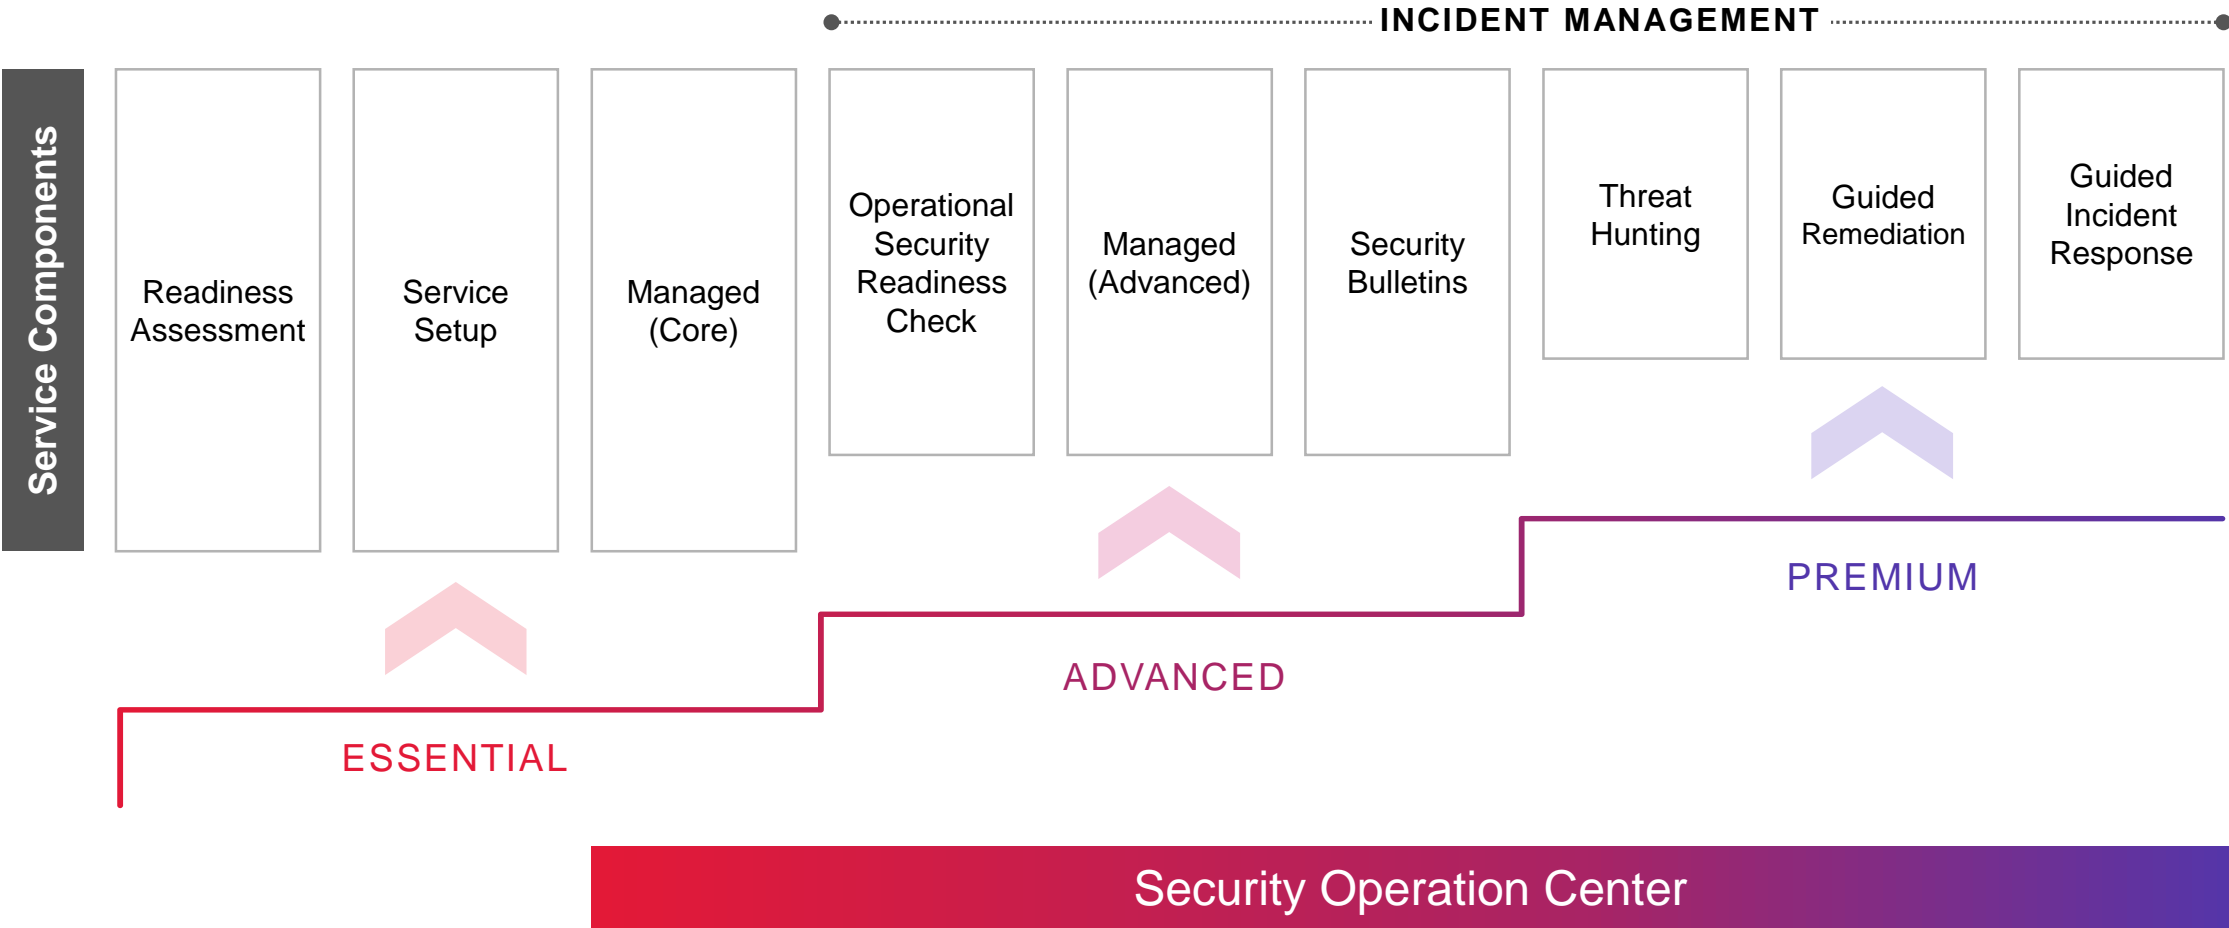 INCIDENT MANAGEMENT
Service Components
Readiness
Assessment
Service
Setup
Managed
(Core)
Operational
Security
Readiness
Check
Managed
(Advanced)
Security
Bulletins
Threat
Hunting
Guided
Remediation
Guided
Incident
Response
PREMIUM
ADVANCED
ESSENTIAL
Security Operation Center